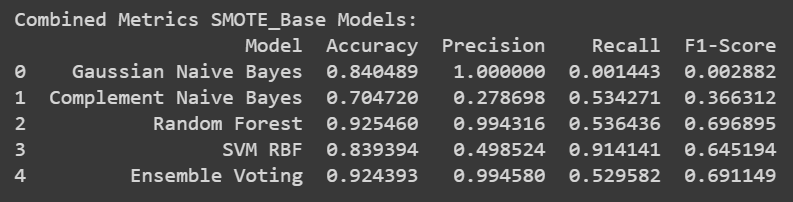 Combined Metrics SMOTE_Base Models:
Model Accuracy Precision Recall F1-Score
0 Gaussian Naive Bayes 0.840489 1.000000 0.001443 0.002882
1 Complement Naive Bayes 0.704720 0.278698 0.534271 0.366312
2 Random Forest 0.925460 0.994316 0.536436 0.696895
3 SVM RBF 0.839394 0.498524 0.914141 0.645194
4 Ensemble Voting 0.924393 0.994580 0.529582 0.691149